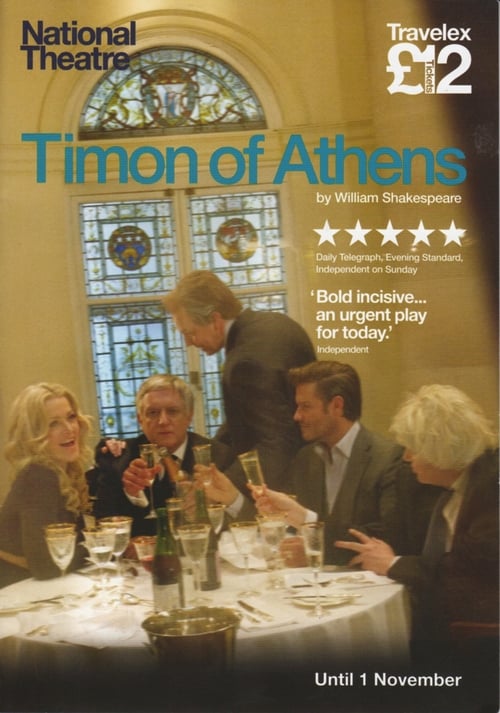 National
Theatre
Travelex
£12
Tickets
Timon of Athens
by William Shakespeare
★★★★★
Daily Telegraph, Evening Standard,
Independent on Sunday
‘Bold incisive...
an urgent play
for today.’
Independent
Until 1 November